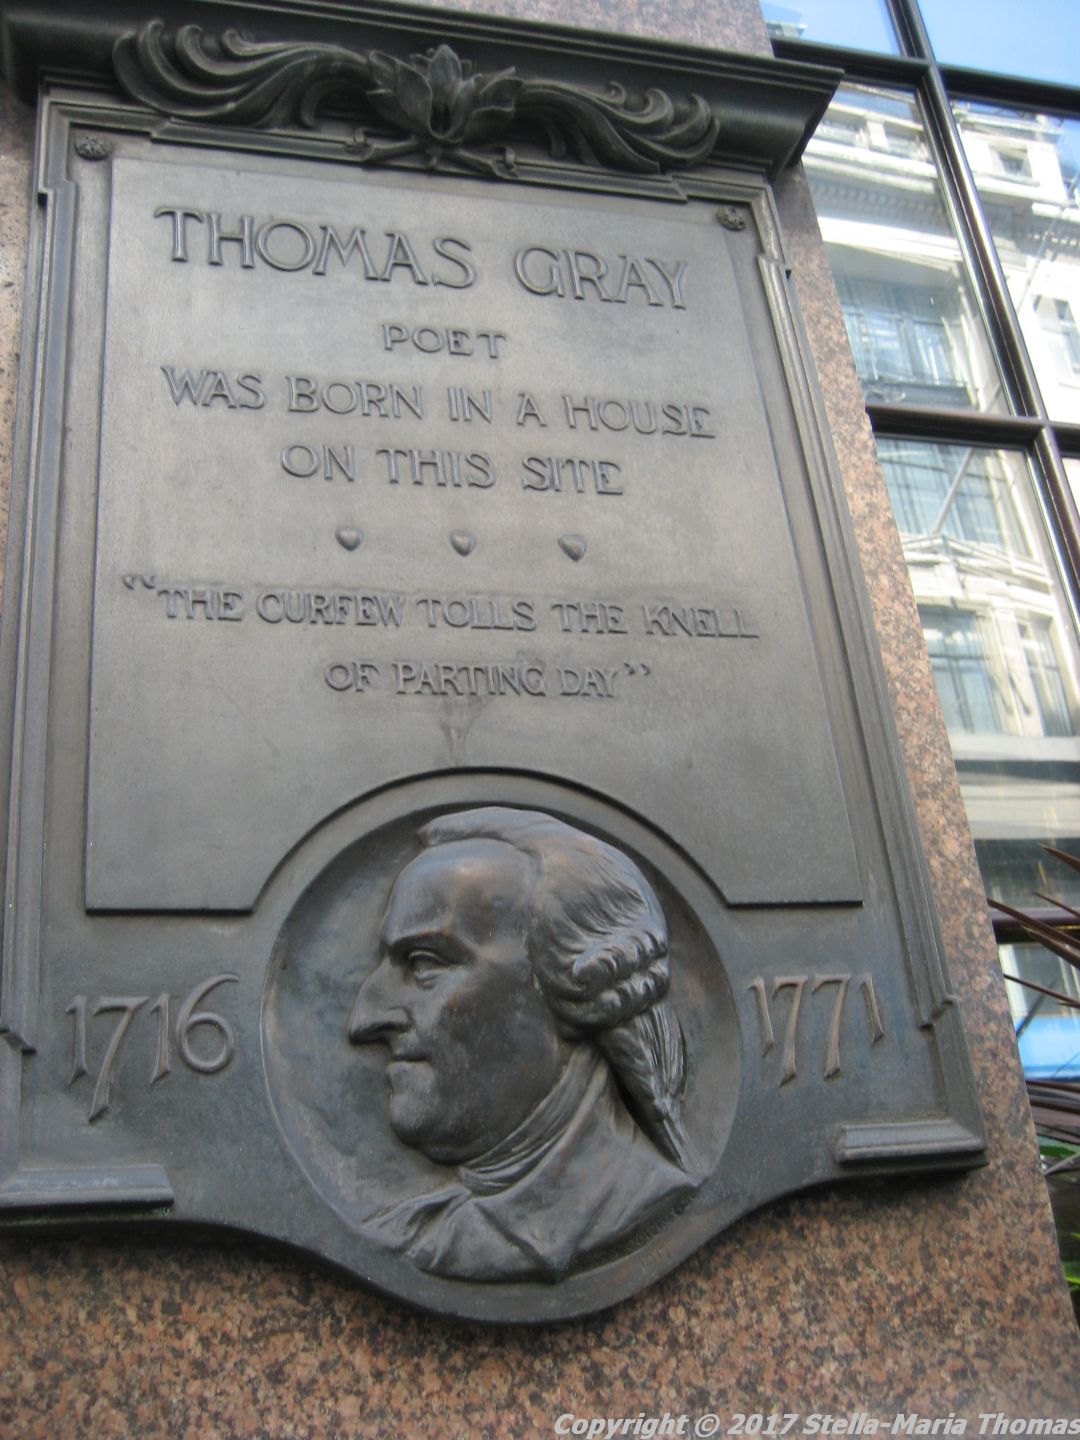 THOMAS GRAY
POET
WAS BORN IN A HOUSE
ON THIS SITE
“THE CURFEW TOLLS THE KNELL
OF PARTING DAY”
1716 1771
Copyright © 2017 Stella-Maria Thomas